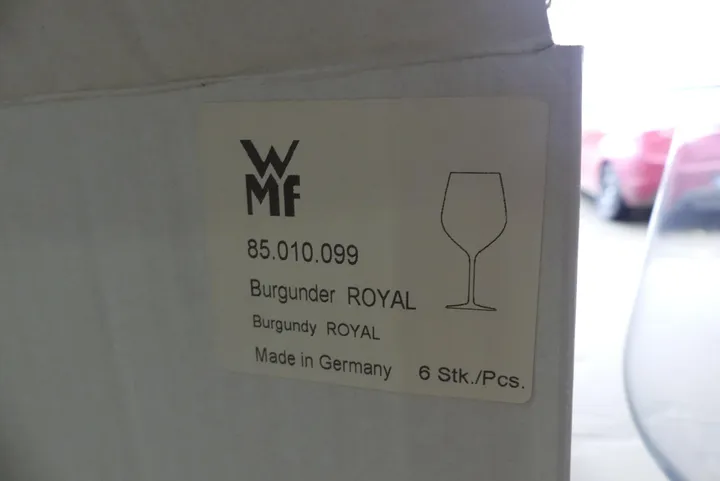 WMF
85.010.099
Burgunder ROYAL
Burgundy ROYAL
Made in Germany
6 Stk./Pcs.